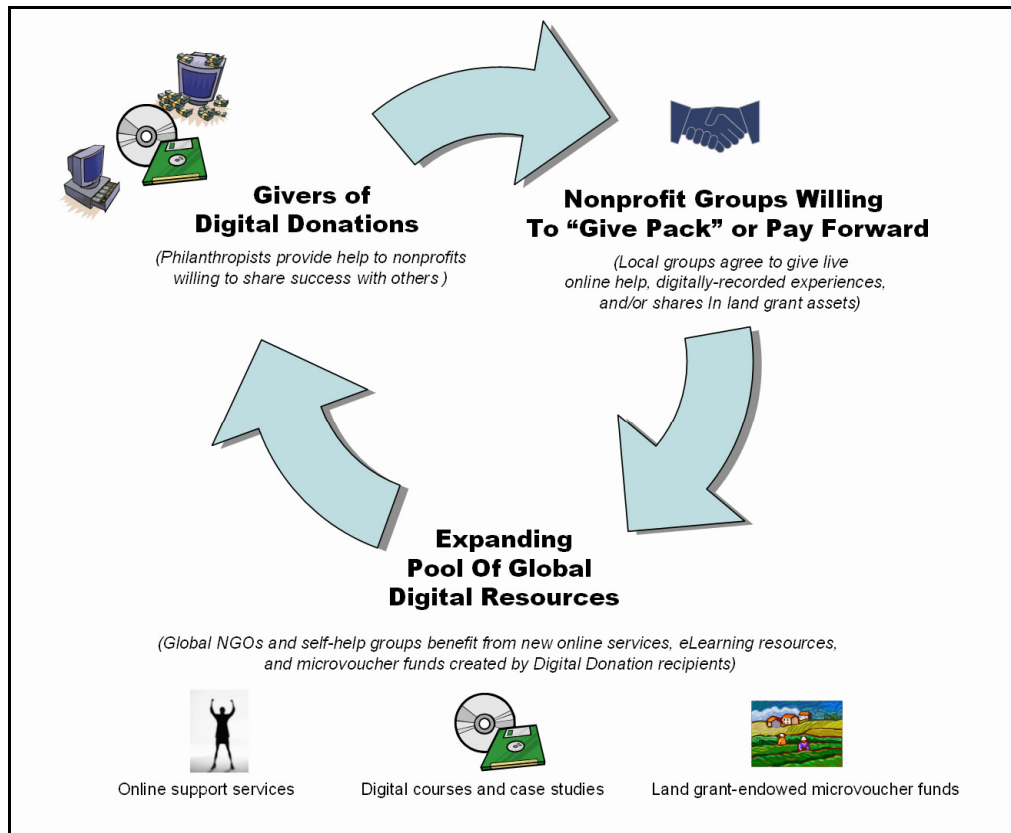 Givers of
Digital Donations
(Philanthropists provide help to nonprofits
willing to share success with others )
Nonprofit Groups Willing
To “Give Pack” or Pay Forward
(Local groups agree to give live
online help, digitally-recorded experiences,
and/or shares In land grant assets)
Expanding
Pool Of Global
Digital Resources
(Global NGOs and self-help groups benefit from new online services, eLearning resources,
and microvoucher funds created by Digital Donation recipients)
Online support services
Digital courses and case studies
Land grant-endowed microvoucher funds